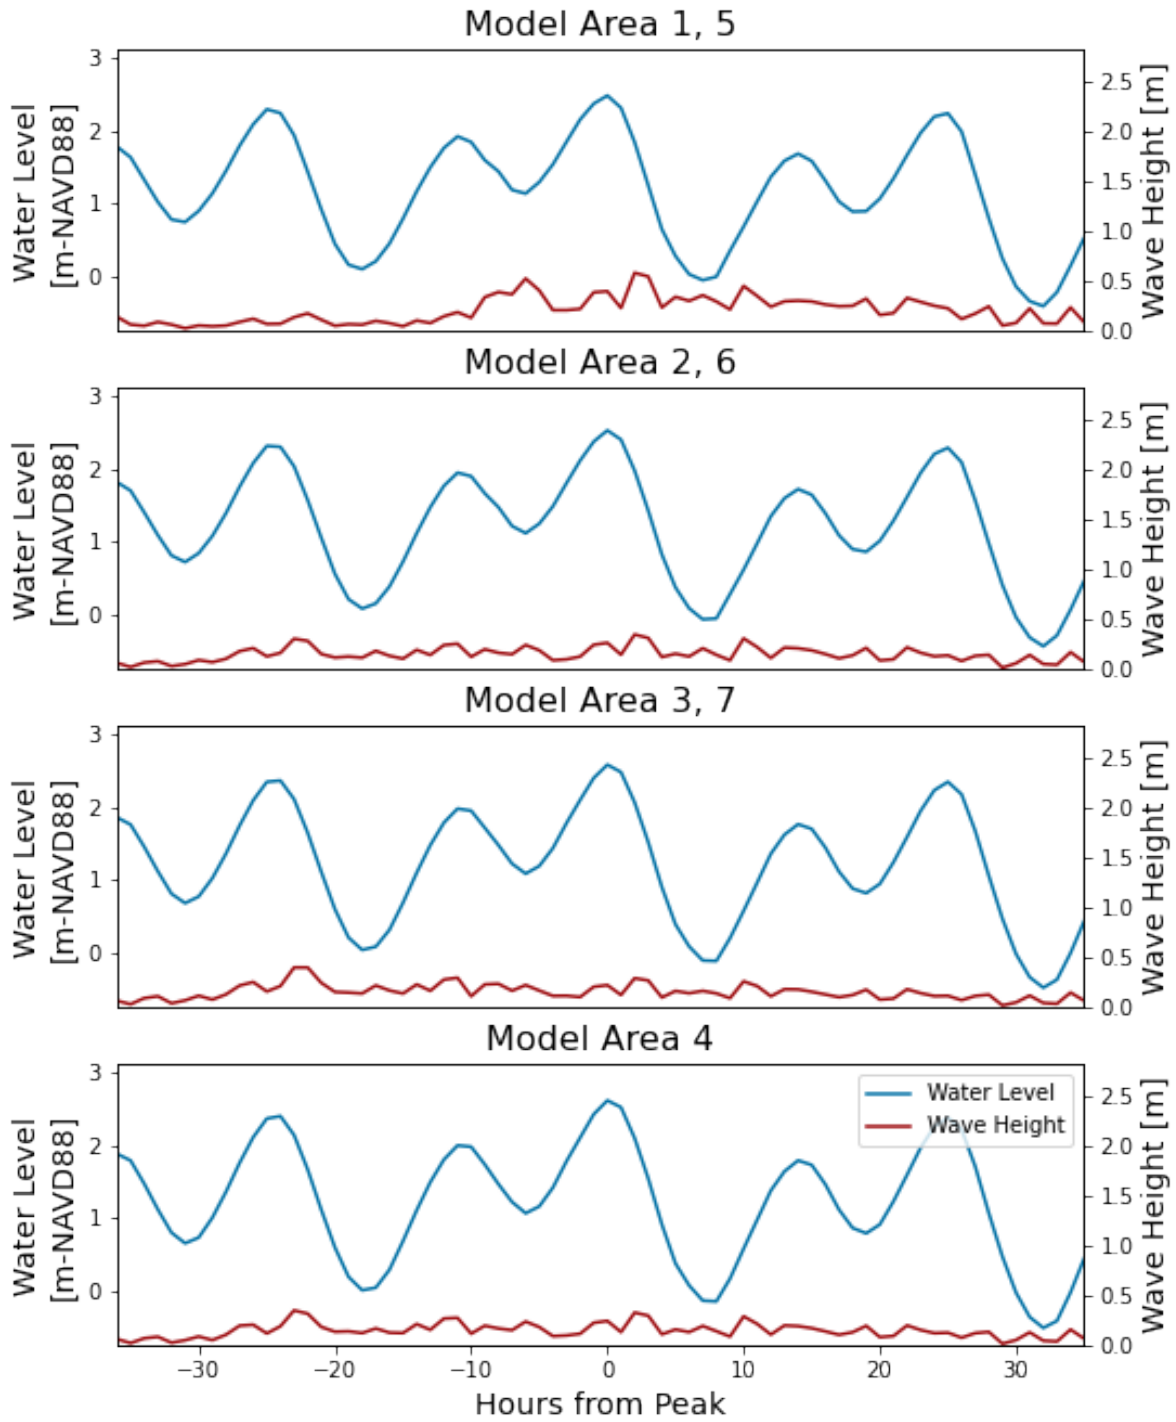 Model Area 1, 5
Water Level
[m-NAVD88]
3
2
1
0
2.5
2.0
1.5
1.0
0.5
0.0
Wave Height [m]
Model Area 2, 6
Water Level
[m-NAVD88]
3
2
1
0
2.5
2.0
1.5
1.0
0.5
0.0
Wave Height [m]
Model Area 3, 7
Water Level
[m-NAVD88]
3
2
1
0
2.5
2.0
1.5
1.0
0.5
0.0
Wave Height [m]
Model Area 4
Water Level
[m-NAVD88]
3
2
1
0
Water Level
Wave Height
2.5
2.0
1.5
1.0
0.5
0.0
Wave Height [m]
−30 −20 −10 0 10 20 30
Hours from Peak